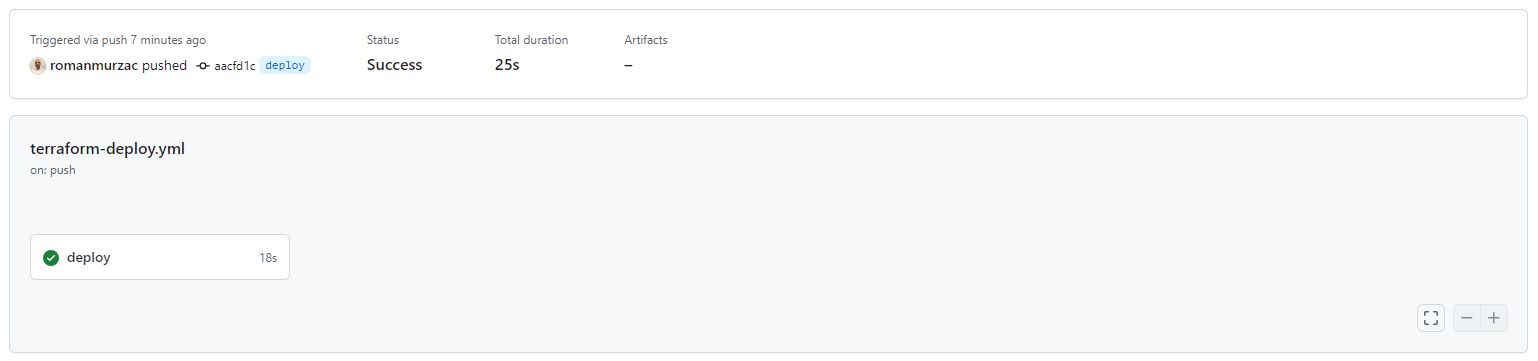 Triggered via push 7 minutes ago
romanmurzac pushed aacfd1c deploy
Status
Success
Total duration
25s
Artifacts
–
terraform-deploy.yml
on: push
deploy 18s